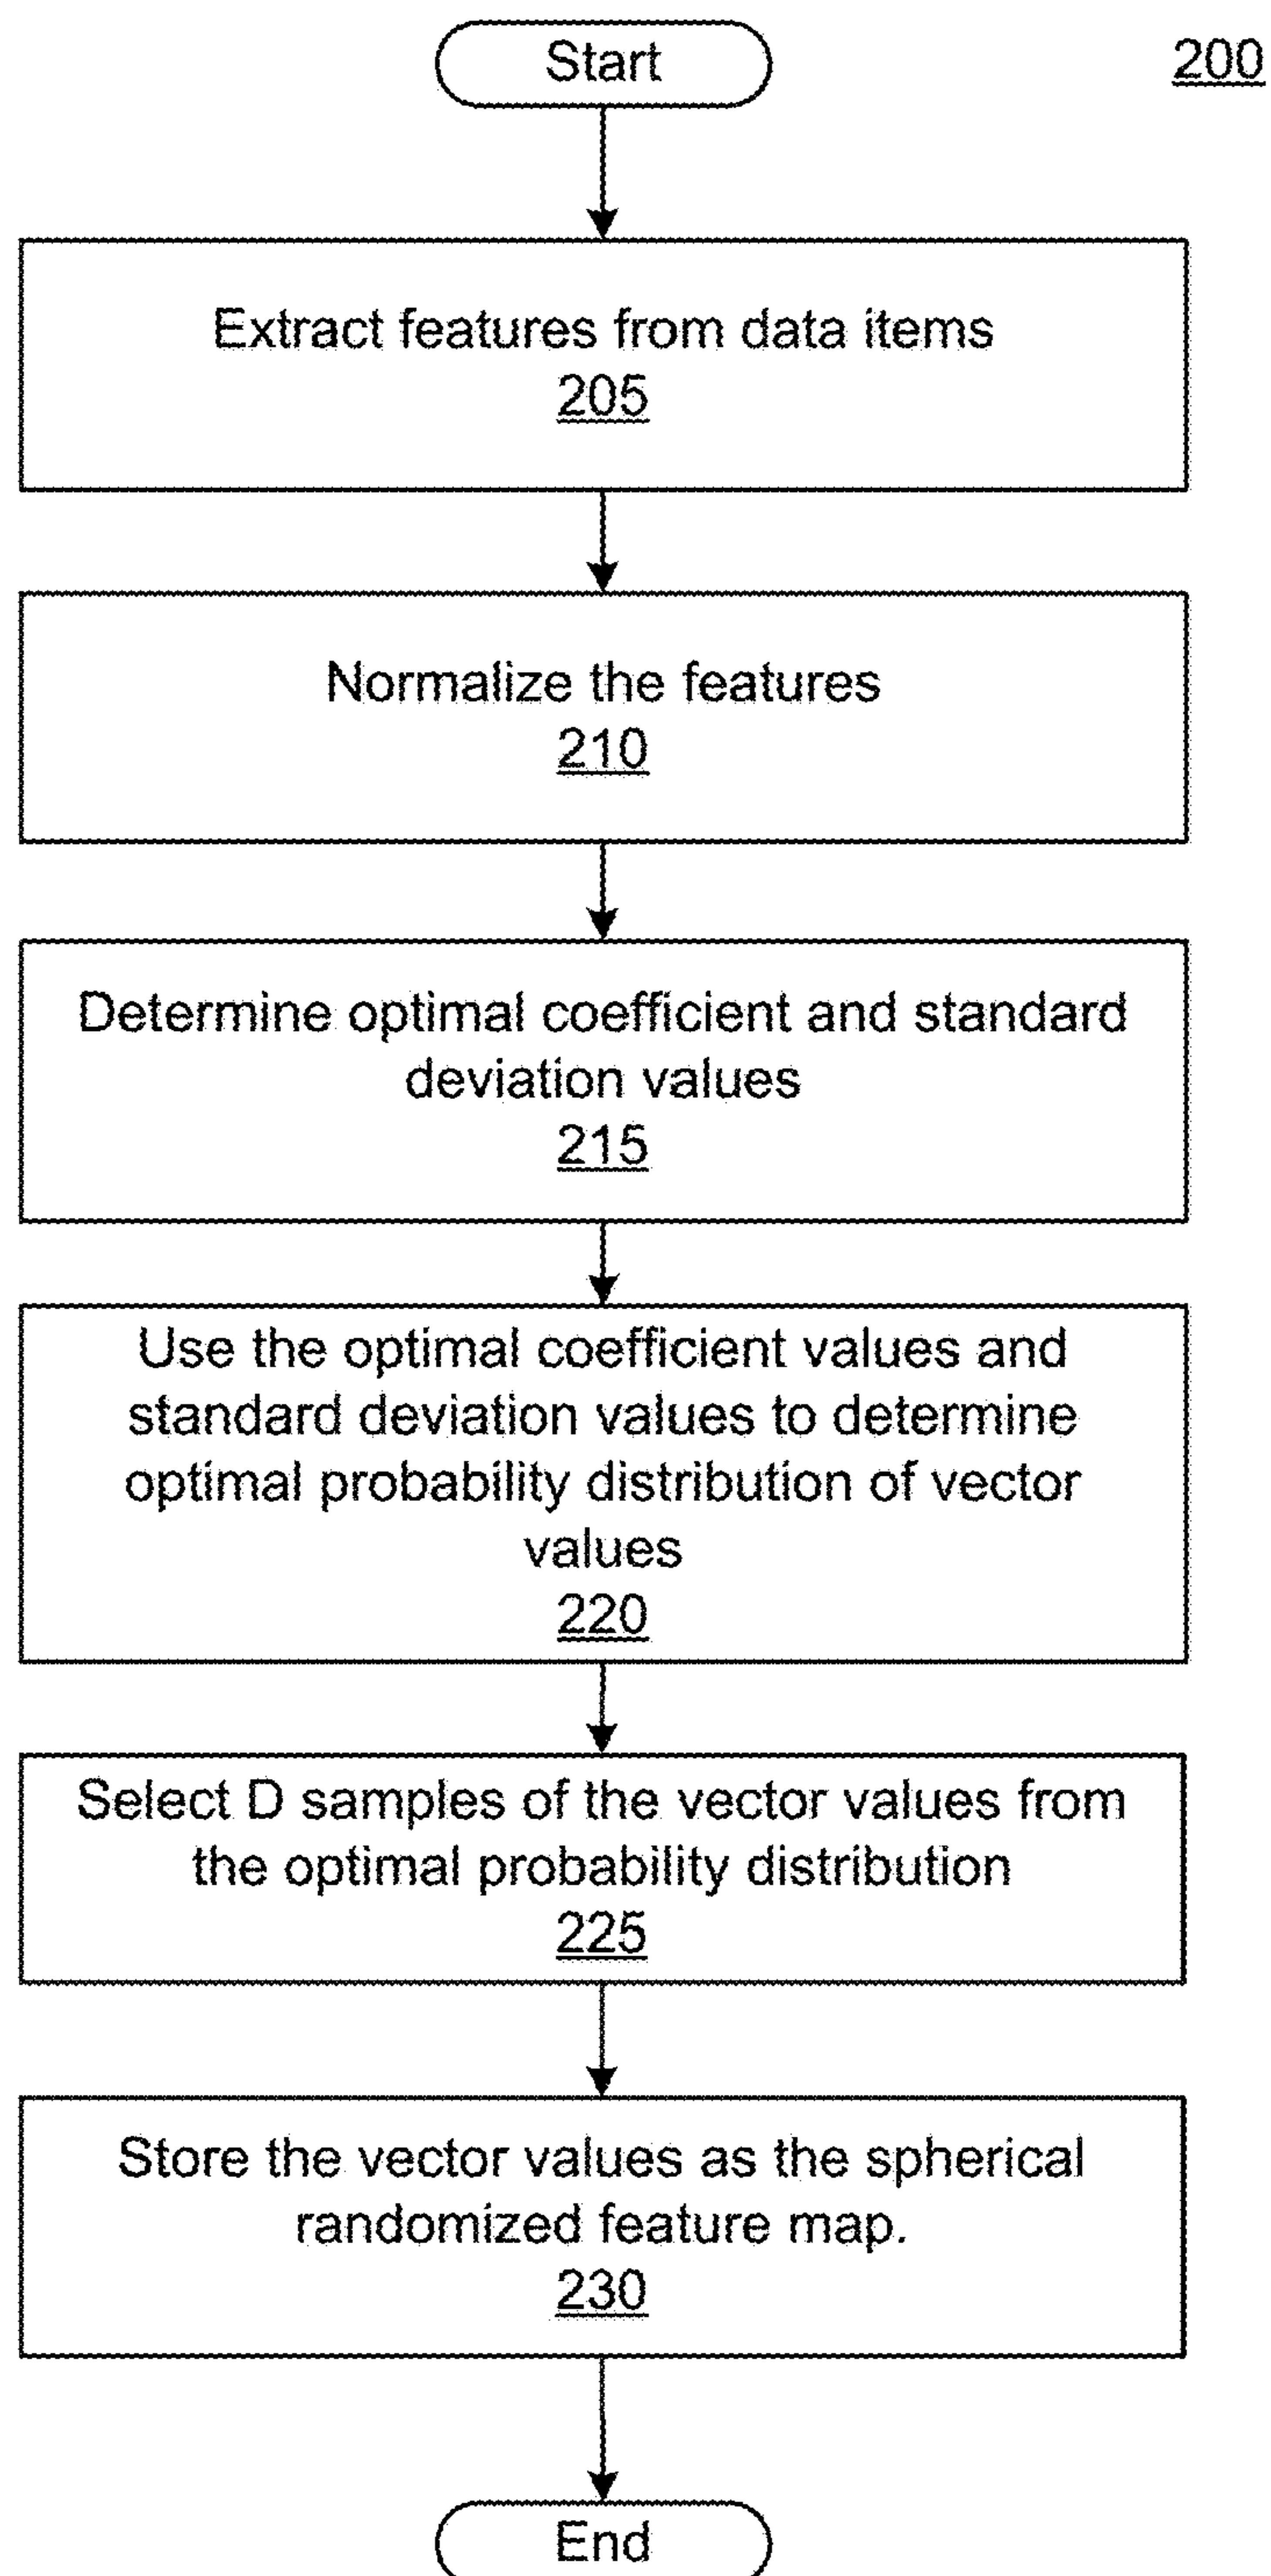 Start
200
Extract features from data items
205
Normalize the features
210
Determine optimal coefficient and standard
deviation values
215
Use the optimal coefficient values and
standard deviation values to determine
optimal probability distribution of vector
values
220
Select D samples of the vector values from
the optimal probability distribution
225
Store the vector values as the spherical
randomized feature map.
230
End